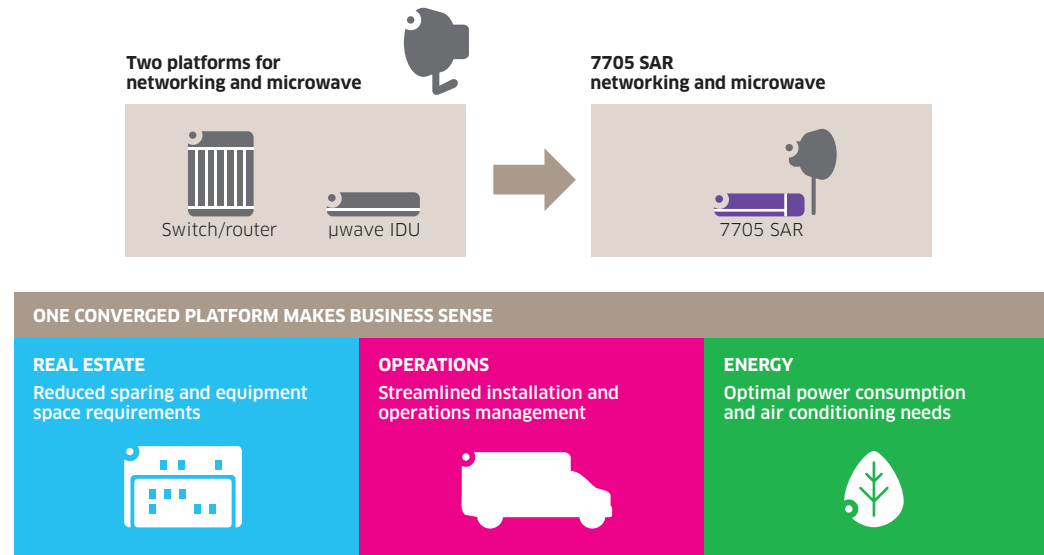 Two platforms for
networking and microwave
7705 SAR
networking and microwave
Switch/router
µwave IDU
7705 SAR
ONE CONVERGED PLATFORM MAKES BUSINESS SENSE
REAL ESTATE
Reduced sparing and equipment
space requirements
OPERATIONS
Streamlined installation and
operations management
ENERGY
Optimal power consumption
and air conditioning needs